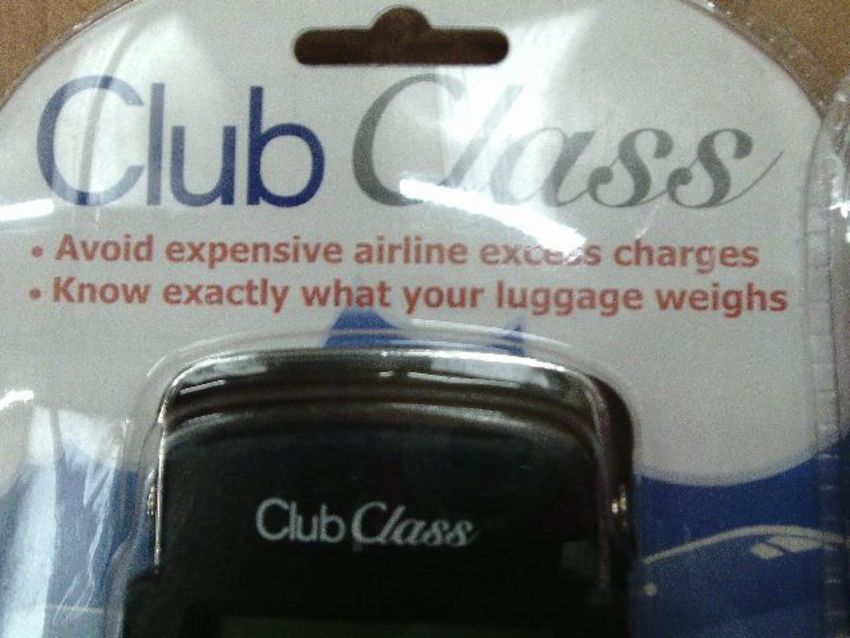 Club Class
• Avoid expensive airline excess charges
• Know exactly what your luggage weighs
Club Class